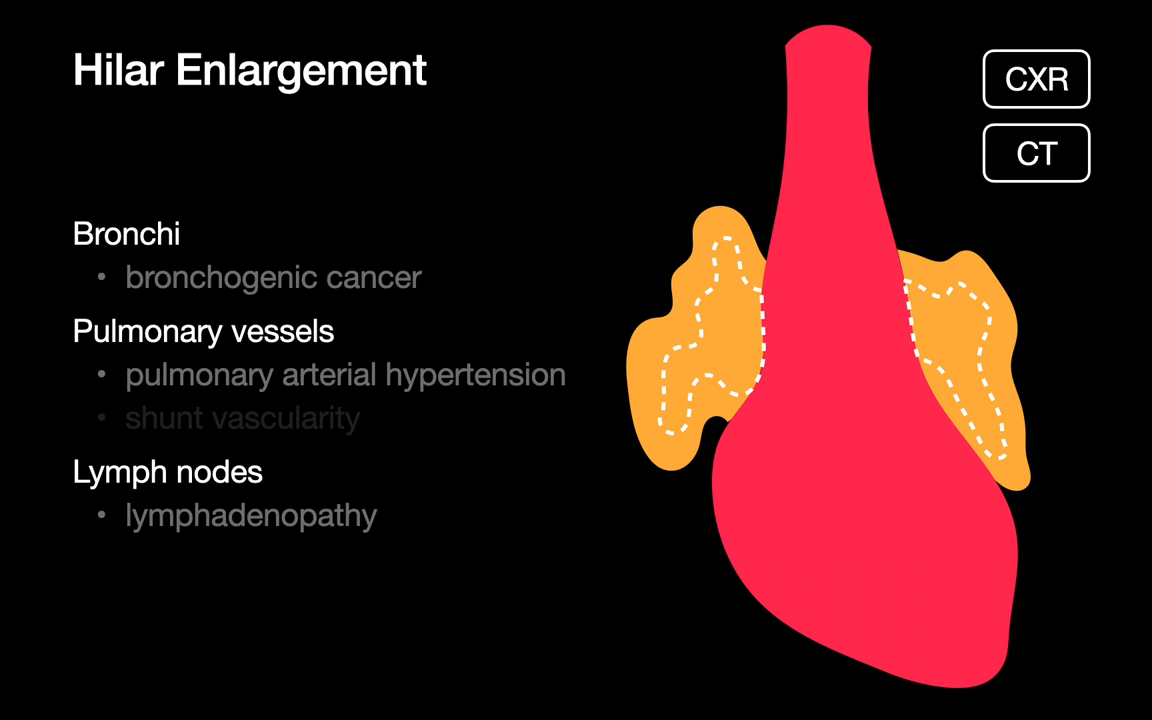 Hilar Enlargement
CXR
CT
Bronchi
• bronchogenic cancer
Pulmonary vessels
• pulmonary arterial hypertension
• shunt vascularity
Lymph nodes
• lymphadenopathy